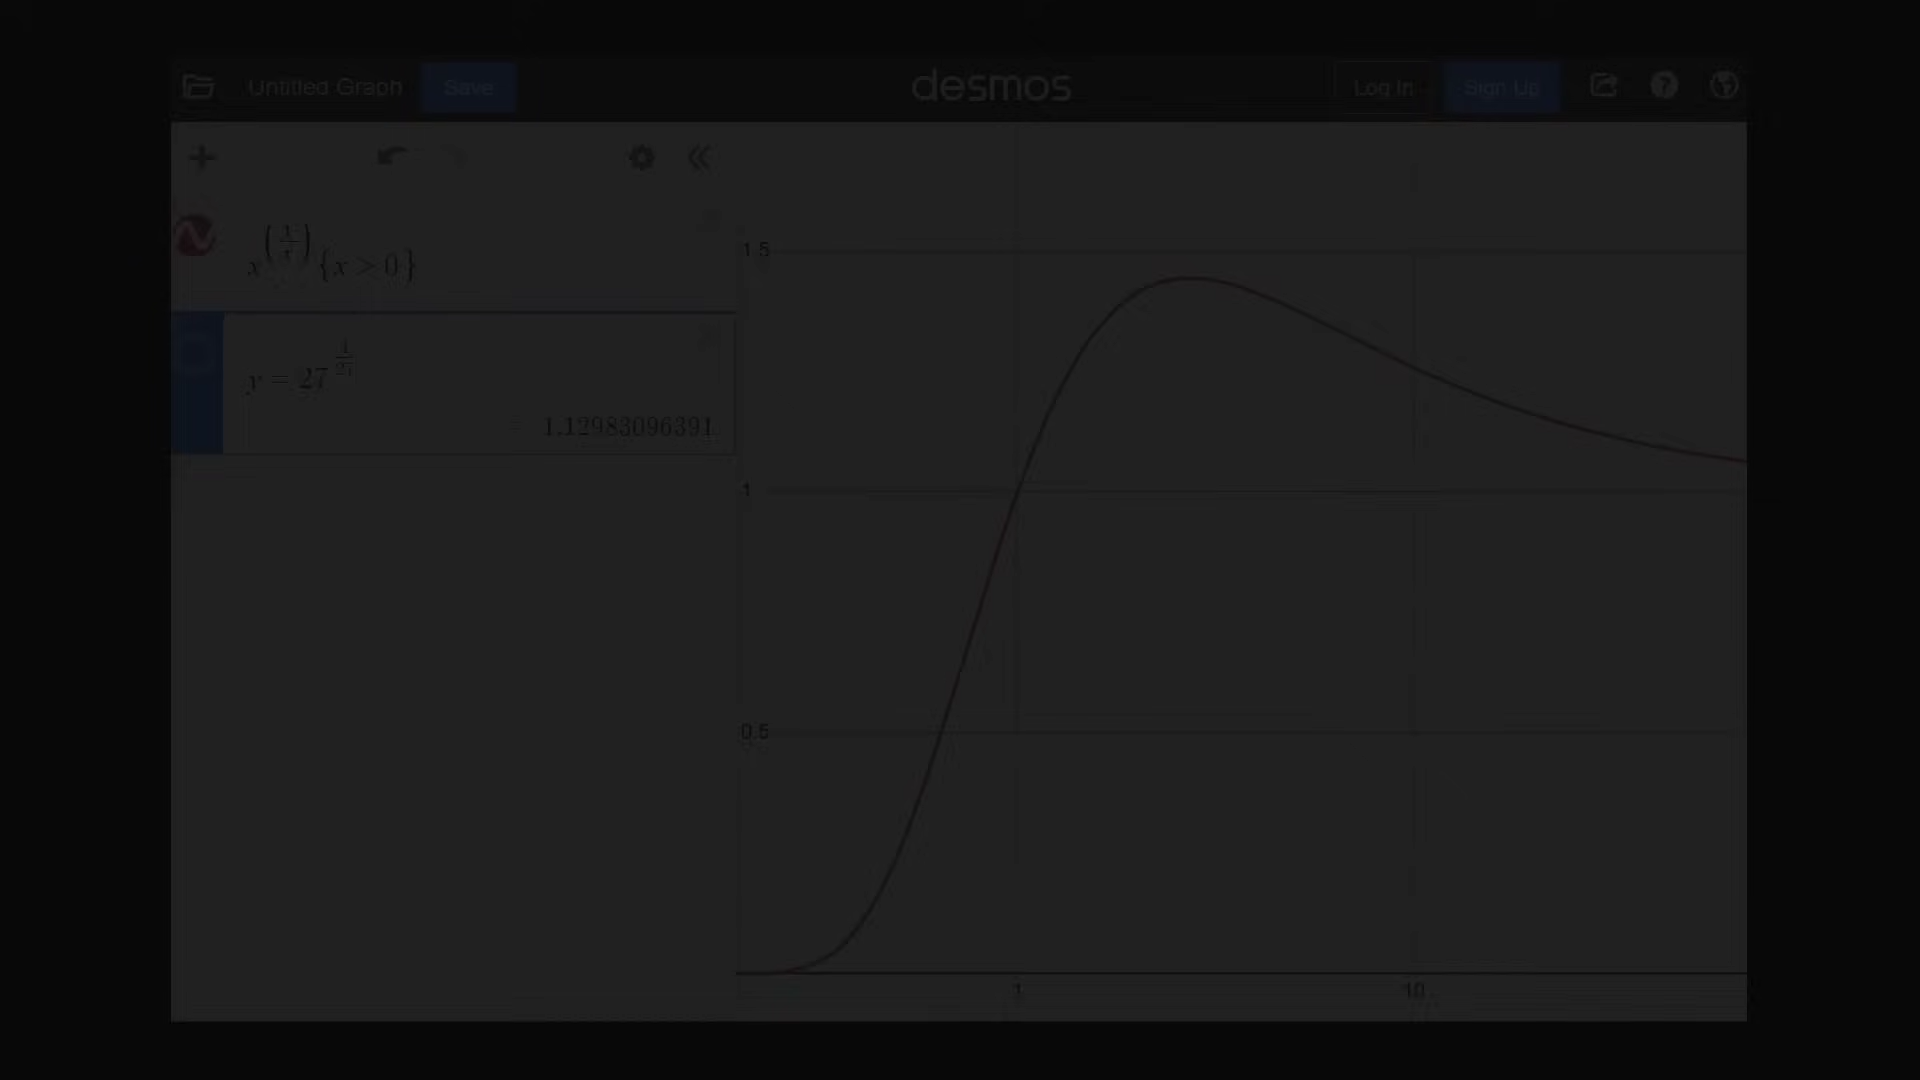 Untitled Graph Save desmos Log In Sign Up
x^(1/x) {x > 0}
y = 27^(1/27)
= 1.12983096391
1.5
1
0.5
1 10